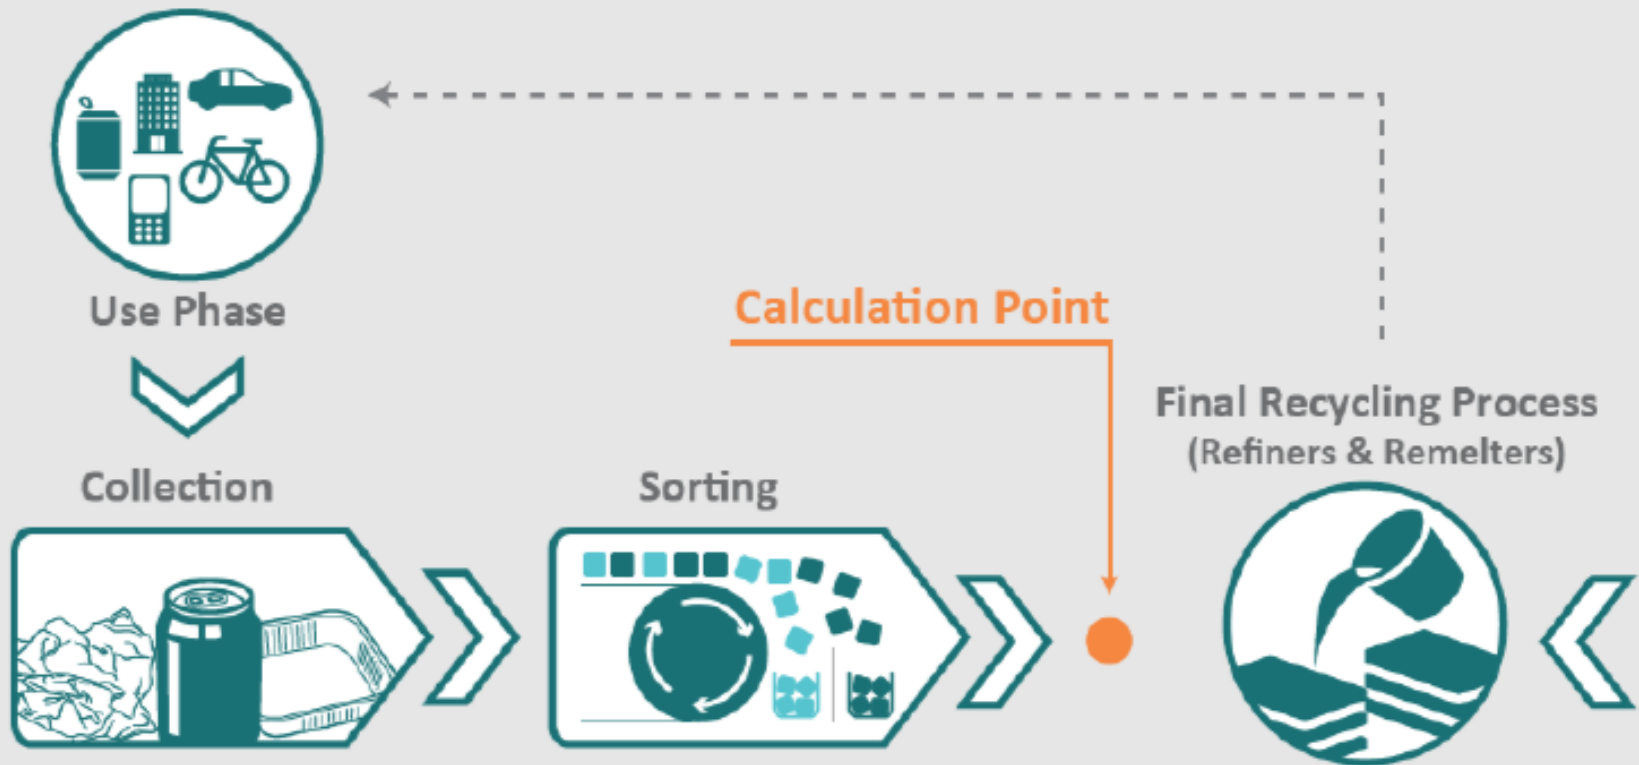 Use Phase
Calculation Point
Final Recycling Process
(Refiners & Remelters)
Collection
Sorting